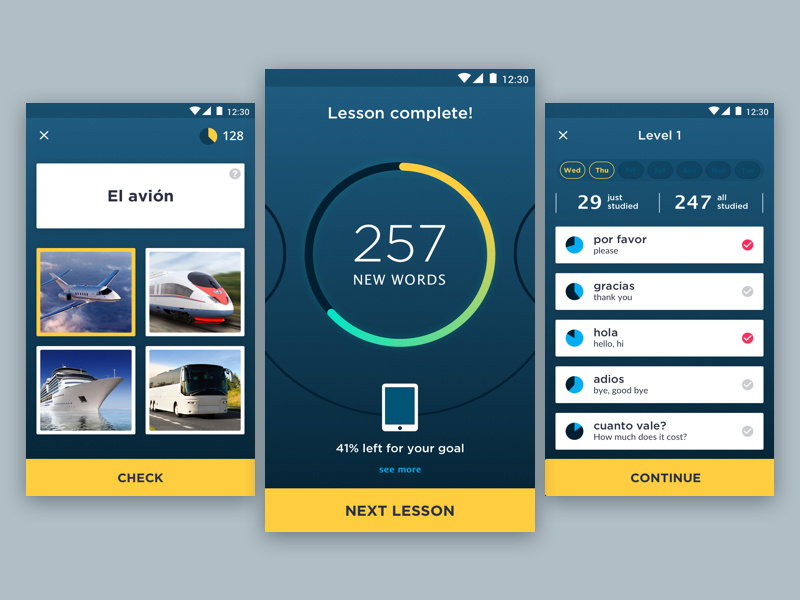 12:30
128
?
El avión
CHECK
12:30
Lesson complete!
257
NEW WORDS
41% left for your goal
see more
NEXT LESSON
12:30
Level 1
Wed Thu
29 just studied
247 all studied
por favor
please
gracias
thank you
hola
hello, hi
adios
bye, good bye
cuanto vale?
How much does it cost?
CONTINUE